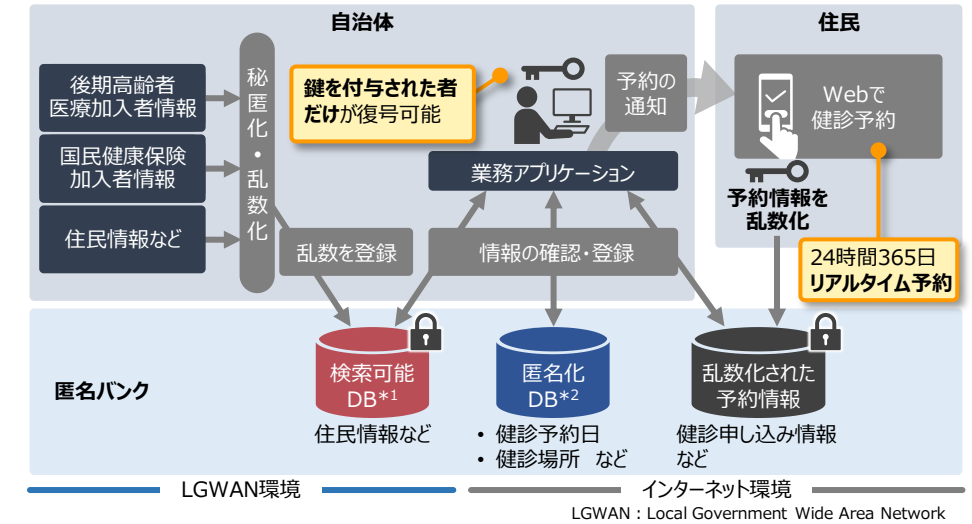 自治体
住民
後期高齢者
医療加入者情報
国民健康保険
加入者情報
住民情報など
秘匿化・乱数化
鍵を付与された者
だけが復号可能
予約の
通知
Webで
健診予約
業務アプリケーション
予約情報を
乱数化
乱数を登録
情報の確認・登録
24時間365日
リアルタイム予約
匿名バンク
検索可能
DB*1
匿名化
DB*2
乱数化された
予約情報
住民情報など
• 健診予約日
• 健診場所 など
健診申し込み情報
など
LGWAN環境
インターネット環境
LGWAN：Local Government Wide Area Network